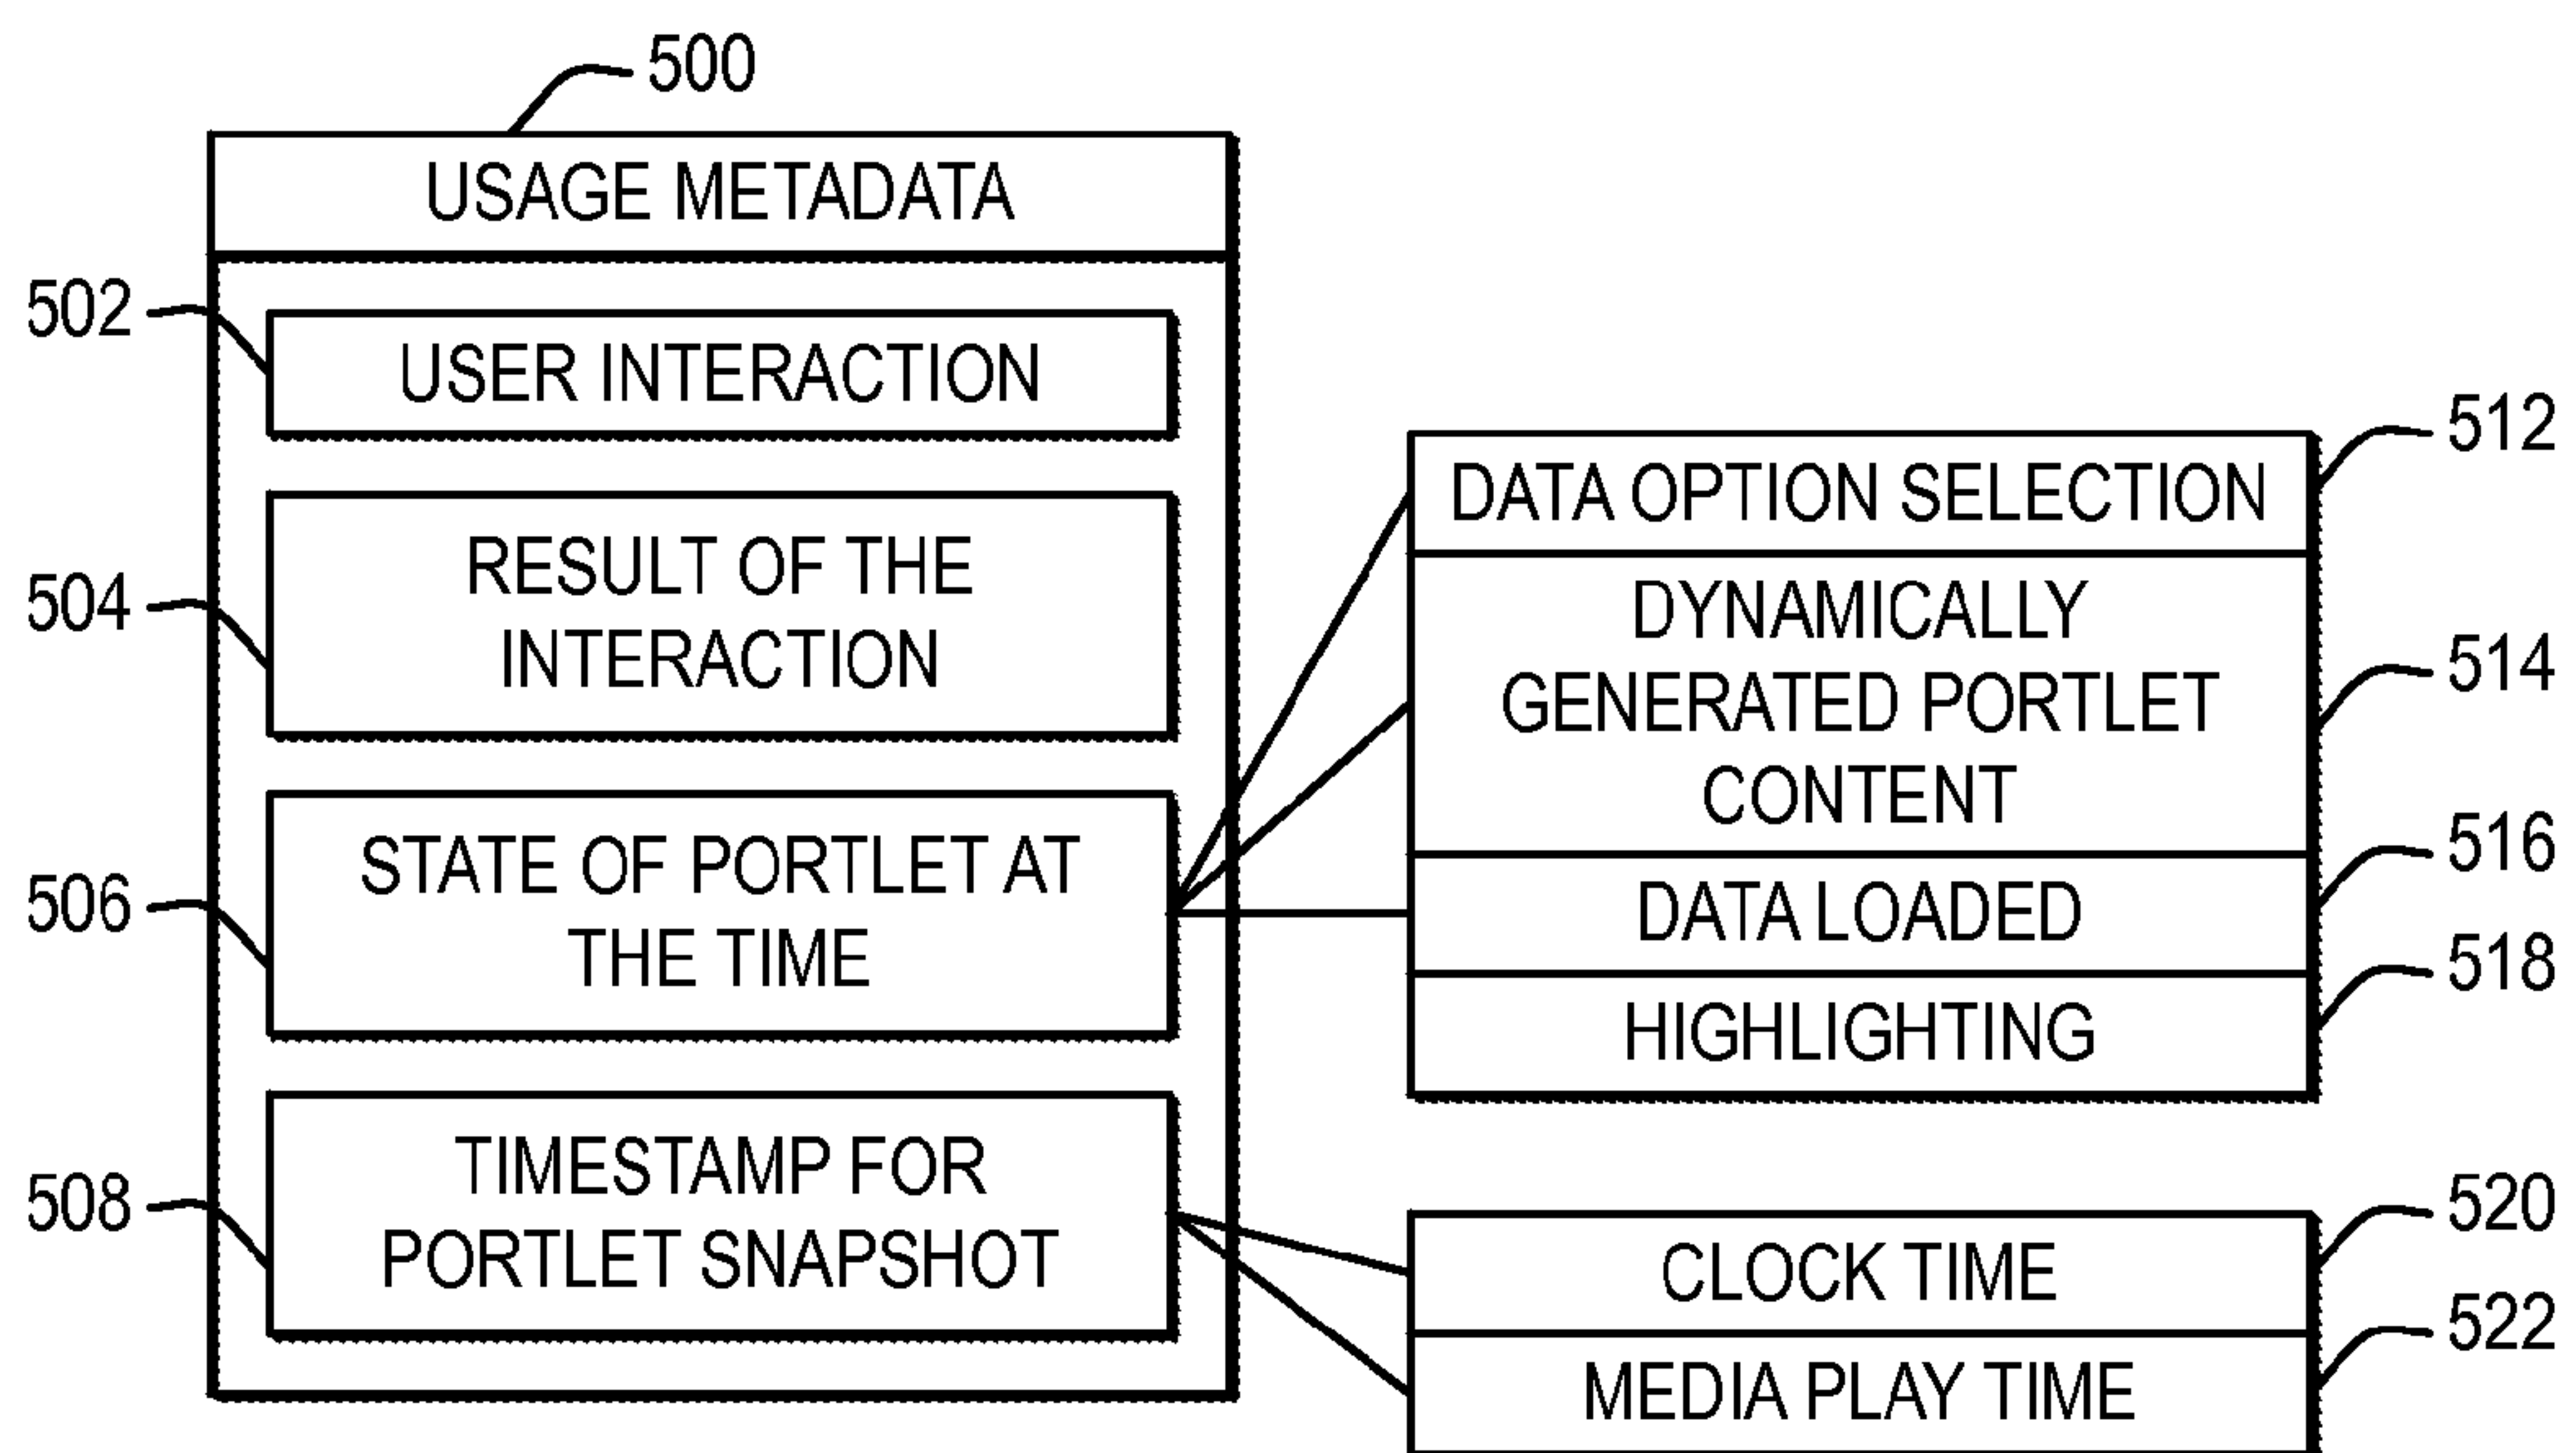 500
USAGE METADATA
502
USER INTERACTION
504
RESULT OF THE
INTERACTION
506
STATE OF PORTLET AT
THE TIME
508
TIMESTAMP FOR
PORTLET SNAPSHOT
512
DATA OPTION SELECTION
514
DYNAMICALLY
GENERATED PORTLET
CONTENT
516
DATA LOADED
518
HIGHLIGHTING
520
CLOCK TIME
522
MEDIA PLAY TIME